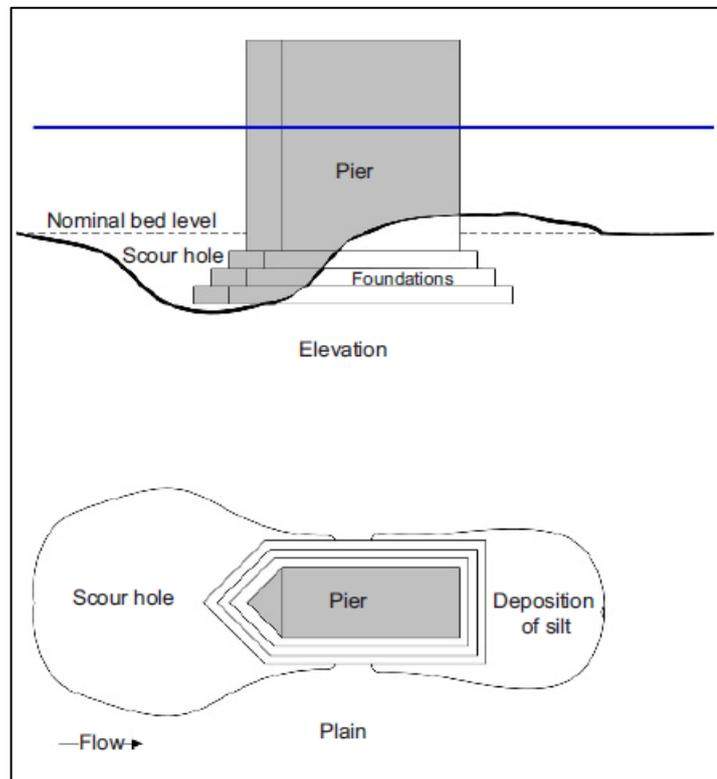 Pier
Nominal bed level
Scour hole
Foundations
Elevation
Scour hole
Pier
Deposition
of silt
Flow
Plain